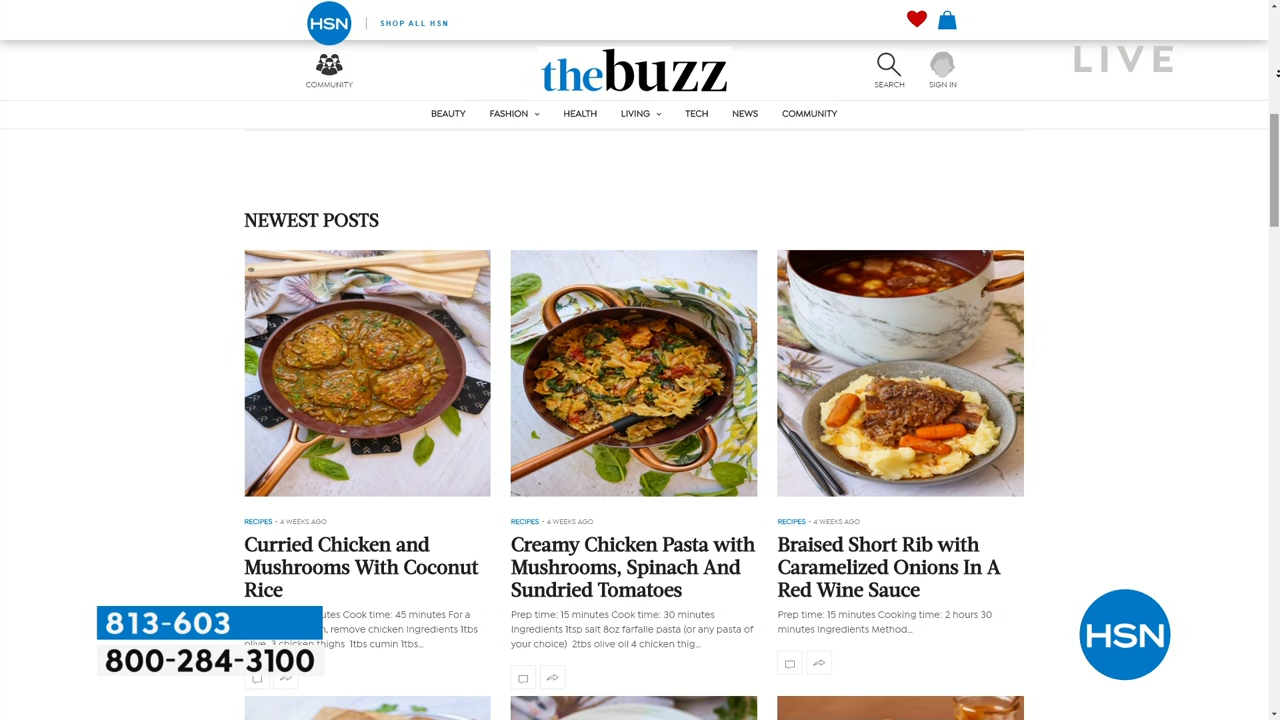 HSN
SHOP ALL HSN
COMMUNITY
thebuzz
SEARCH
SIGN IN
LIVE
BEAUTY
FASHION
HEALTH
LIVING
TECH
NEWS
COMMUNITY
NEWEST POSTS
RECIPES - 4 WEEKS AGO
Curried Chicken and
Mushrooms With Coconut
Rice
utes Cook time: 45 minutes For a
, remove chicken Ingredients 1tbs
olive 3 chicken thighs 1tbs cumin 1tbs...
RECIPES - 4 WEEKS AGO
Creamy Chicken Pasta with
Mushrooms, Spinach And
Sundried Tomatoes
Prep time: 15 minutes Cook time: 30 minutes
Ingredients 1tsp salt 8oz farfalle pasta (or any pasta of
your choice) 2tbs olive oil 4 chicken thig...
RECIPES - 4 WEEKS AGO
Braised Short Rib with
Caramelized Onions In A
Red Wine Sauce
Prep time: 15 minutes Cooking time: 2 hours 30
minutes Ingredients Method...
813-603
800-284-3100
HSN